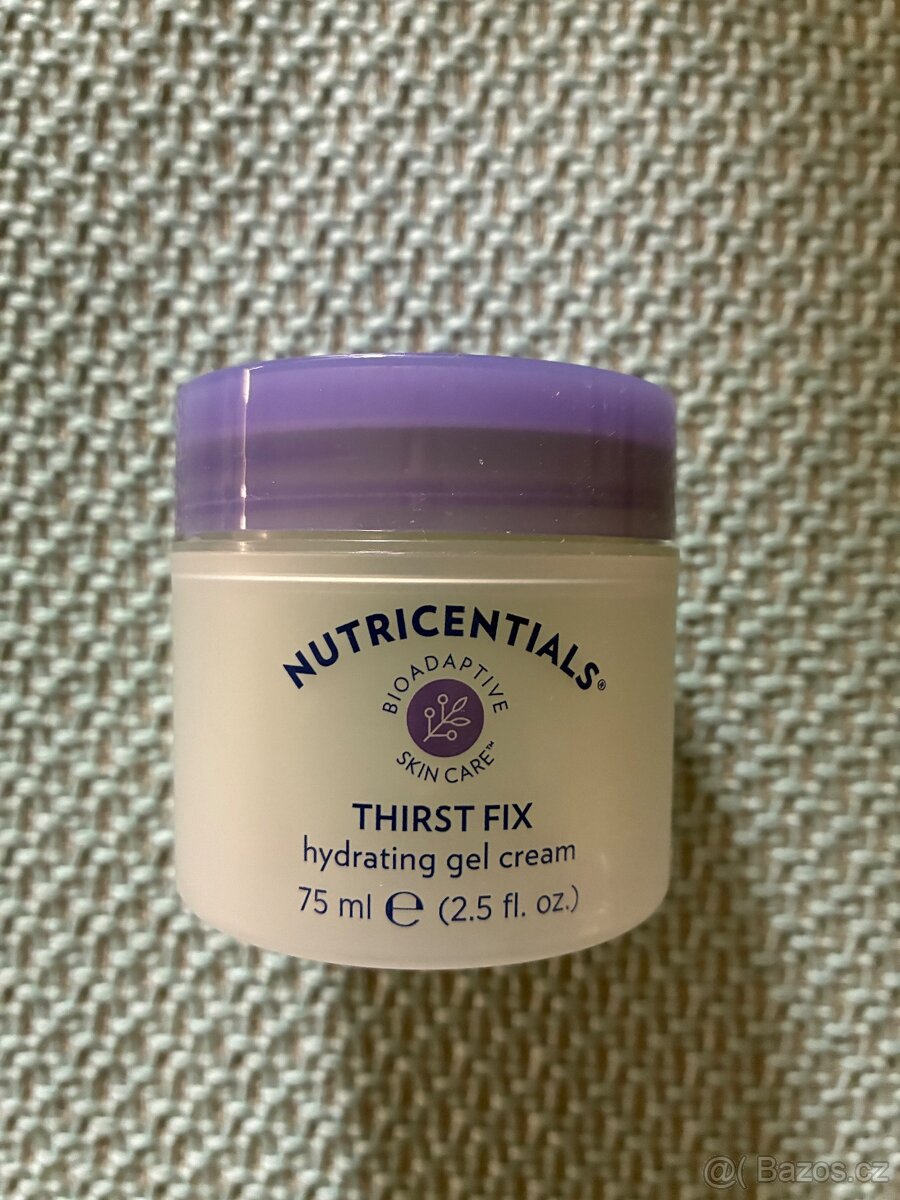 NUTRICENTIALS®
BIOADAPTIVE
SKIN CARE™
THIRST FIX
hydrating gel cream
75 ml ℮ (2.5 fl. oz.)
@( Bazos.cz